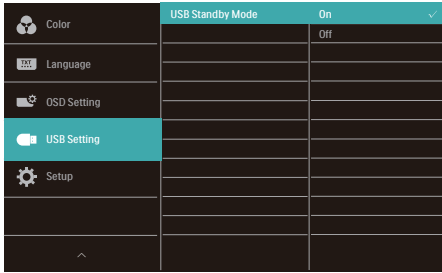 Color
TXT
Language
OSD Setting
USB Setting
Setup
USB Standby Mode
On
Off